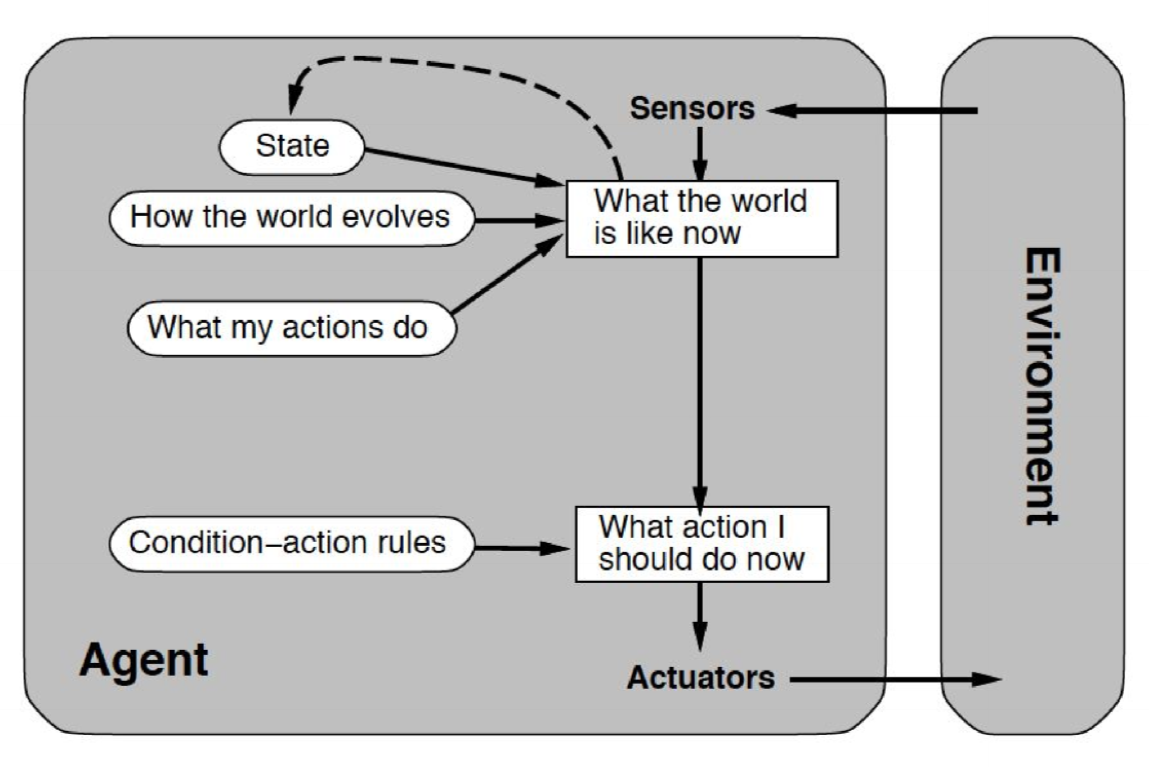 Sensors
State
How the world evolves
What my actions do
What the world
is like now
Environment
Condition–action rules
What action I
should do now
Agent
Actuators